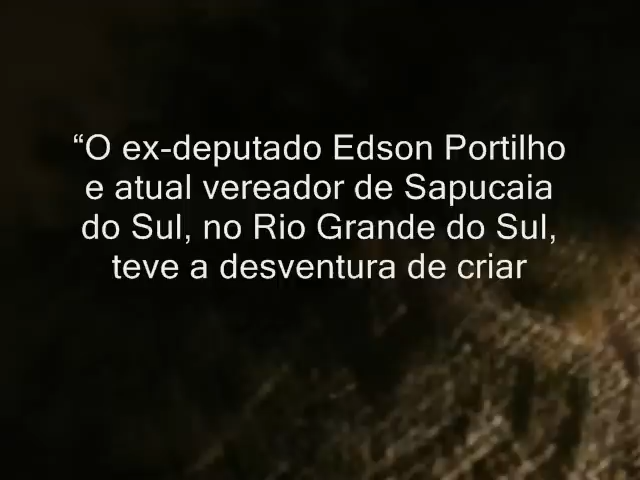 “O ex-deputado Edson Portilho
e atual vereador de Sapucaia
do Sul, no Rio Grande do Sul,
teve a desventura de criar